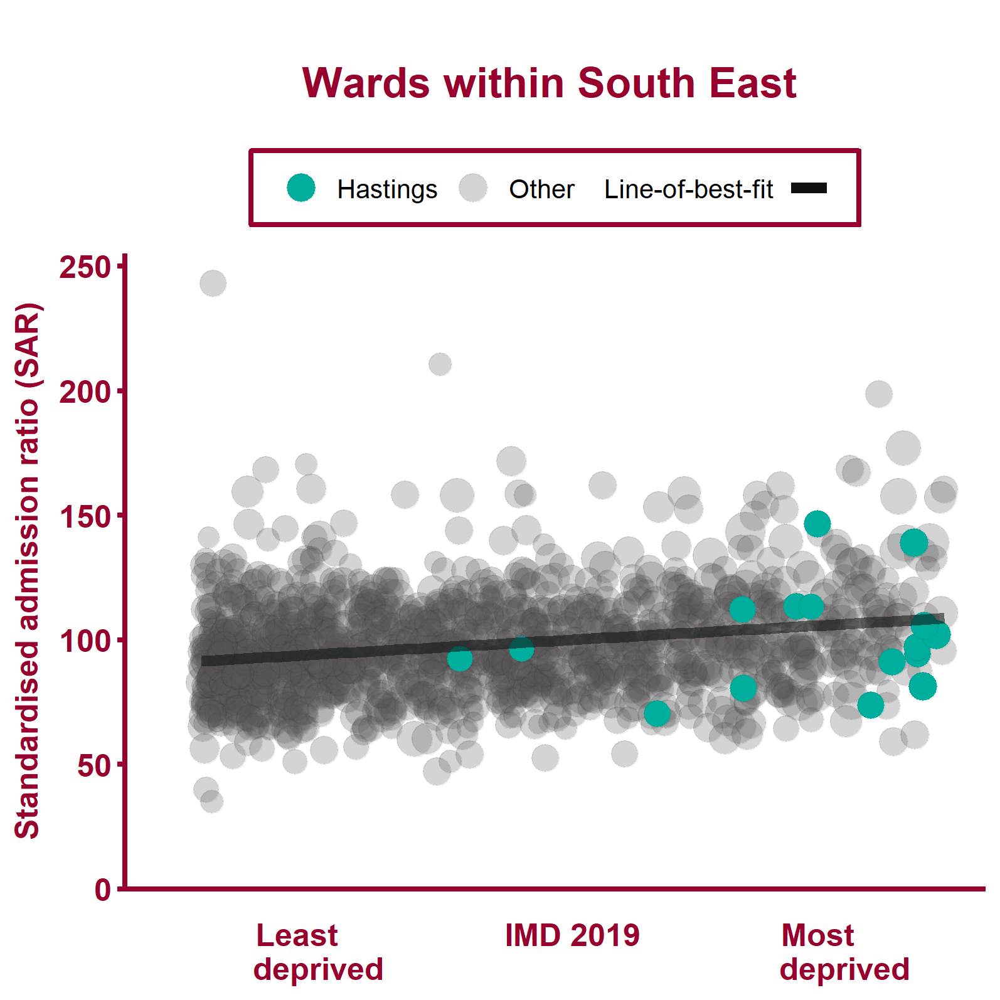 Wards within South East
Hastings Other Line-of-best-fit
Standardised admission ratio (SAR)
250
200
150
100
50
0
Least deprived
IMD 2019
Most deprived